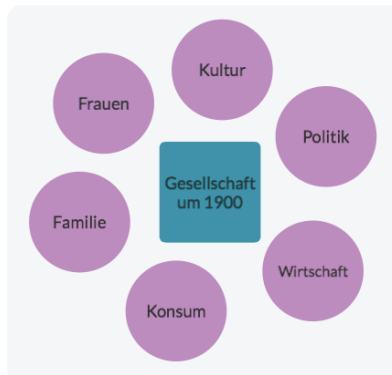 Kultur
Frauen
Politik
Gesellschaft
um 1900
Familie
Wirtschaft
Konsum